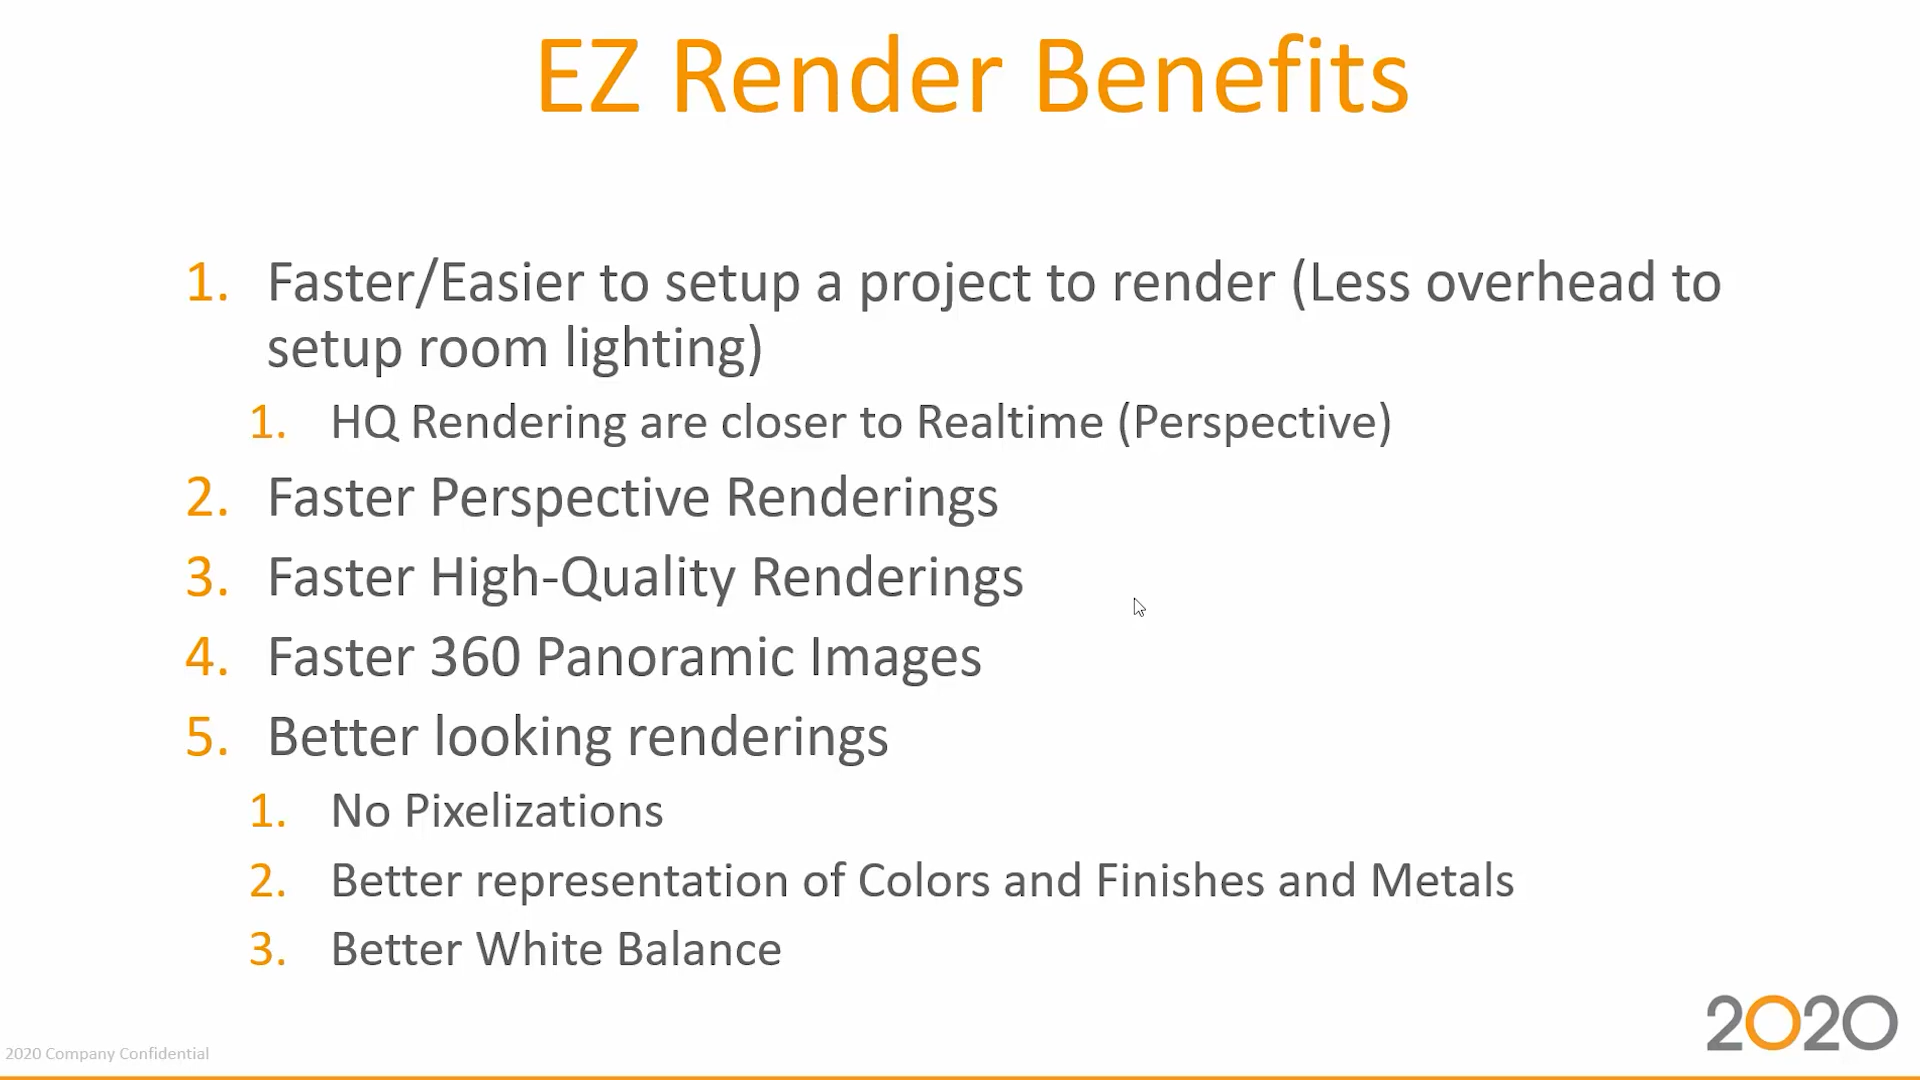 EZ Render Benefits
1. Faster/Easier to setup a project to render (Less overhead to
setup room lighting)
1. HQ Rendering are closer to Realtime (Perspective)
2. Faster Perspective Renderings
3. Faster High-Quality Renderings
4. Faster 360 Panoramic Images
5. Better looking renderings
1. No Pixelizations
2. Better representation of Colors and Finishes and Metals
3. Better White Balance
2020
2020 Company Confidential